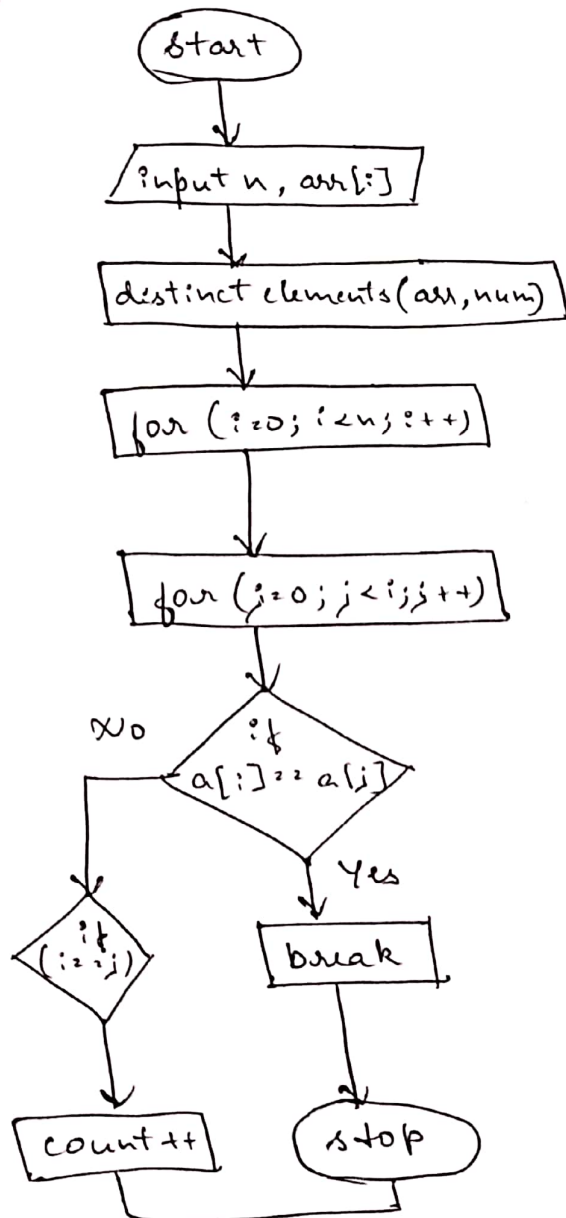 start
input n, arr[i]
distinct elements(arr, num)
for (i=0; i<n; i++)
for (j=0; j<i; j++)
No
if
a[i]== a[j]
Yes
if
(i==j)
break
count++
stop